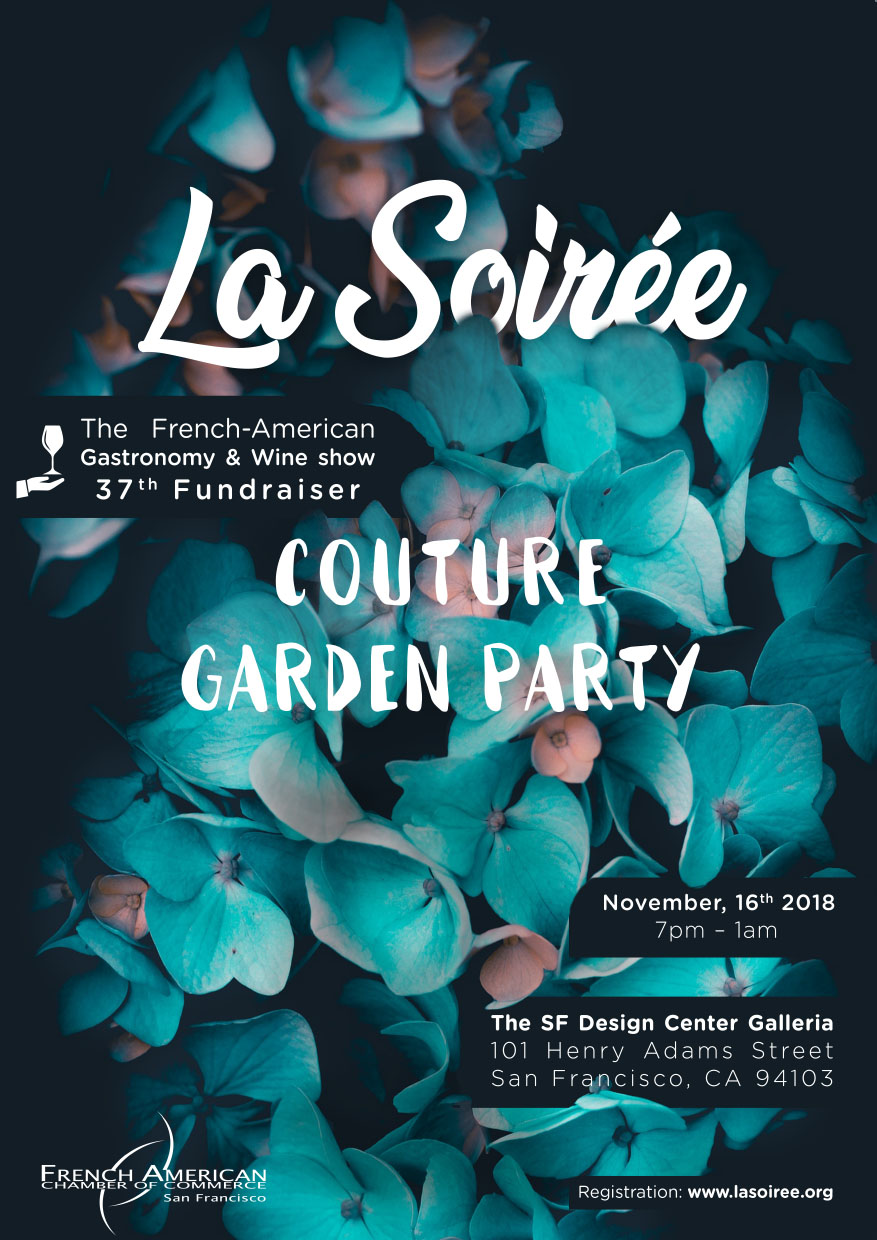 La Soirée
The French-American
Gastronomy & Wine show
37th Fundraiser
COUTURE
GARDEN PARTY
November, 16th 2018
7pm – 1am
The SF Design Center Galleria
101 Henry Adams Street
San Francisco, CA 94103
FRENCH AMERICAN
CHAMBER OF COMMERCE
San Francisco
Registration: www.lasoiree.org